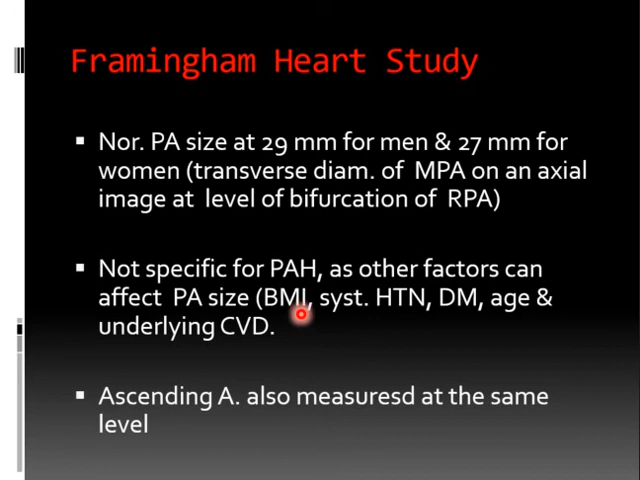 Framingham Heart Study
Nor. PA size at 29 mm for men & 27 mm for
women (transverse diam. of MPA on an axial
image at level of bifurcation of RPA)
Not specific for PAH, as other factors can
affect PA size (BMI, syst. HTN, DM, age &
underlying CVD.
Ascending A. also measuresd at the same
level